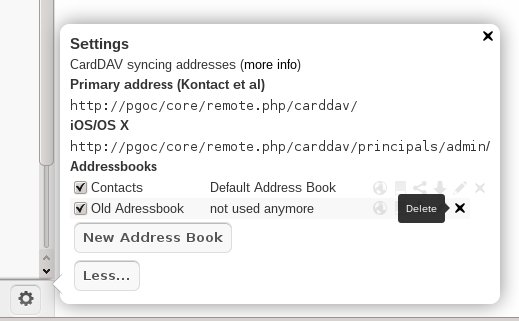 Settings
CardDAV syncing addresses (more info)
Primary address (Kontact et al)
http://pgoc/core/remote.php/carddav/
iOS/OS X
http://pgoc/core/remote.php/carddav/principals/admin/
Addressbooks
Contacts Default Address Book
Old Adressbook not used anymore Delete
New Address Book
Less...